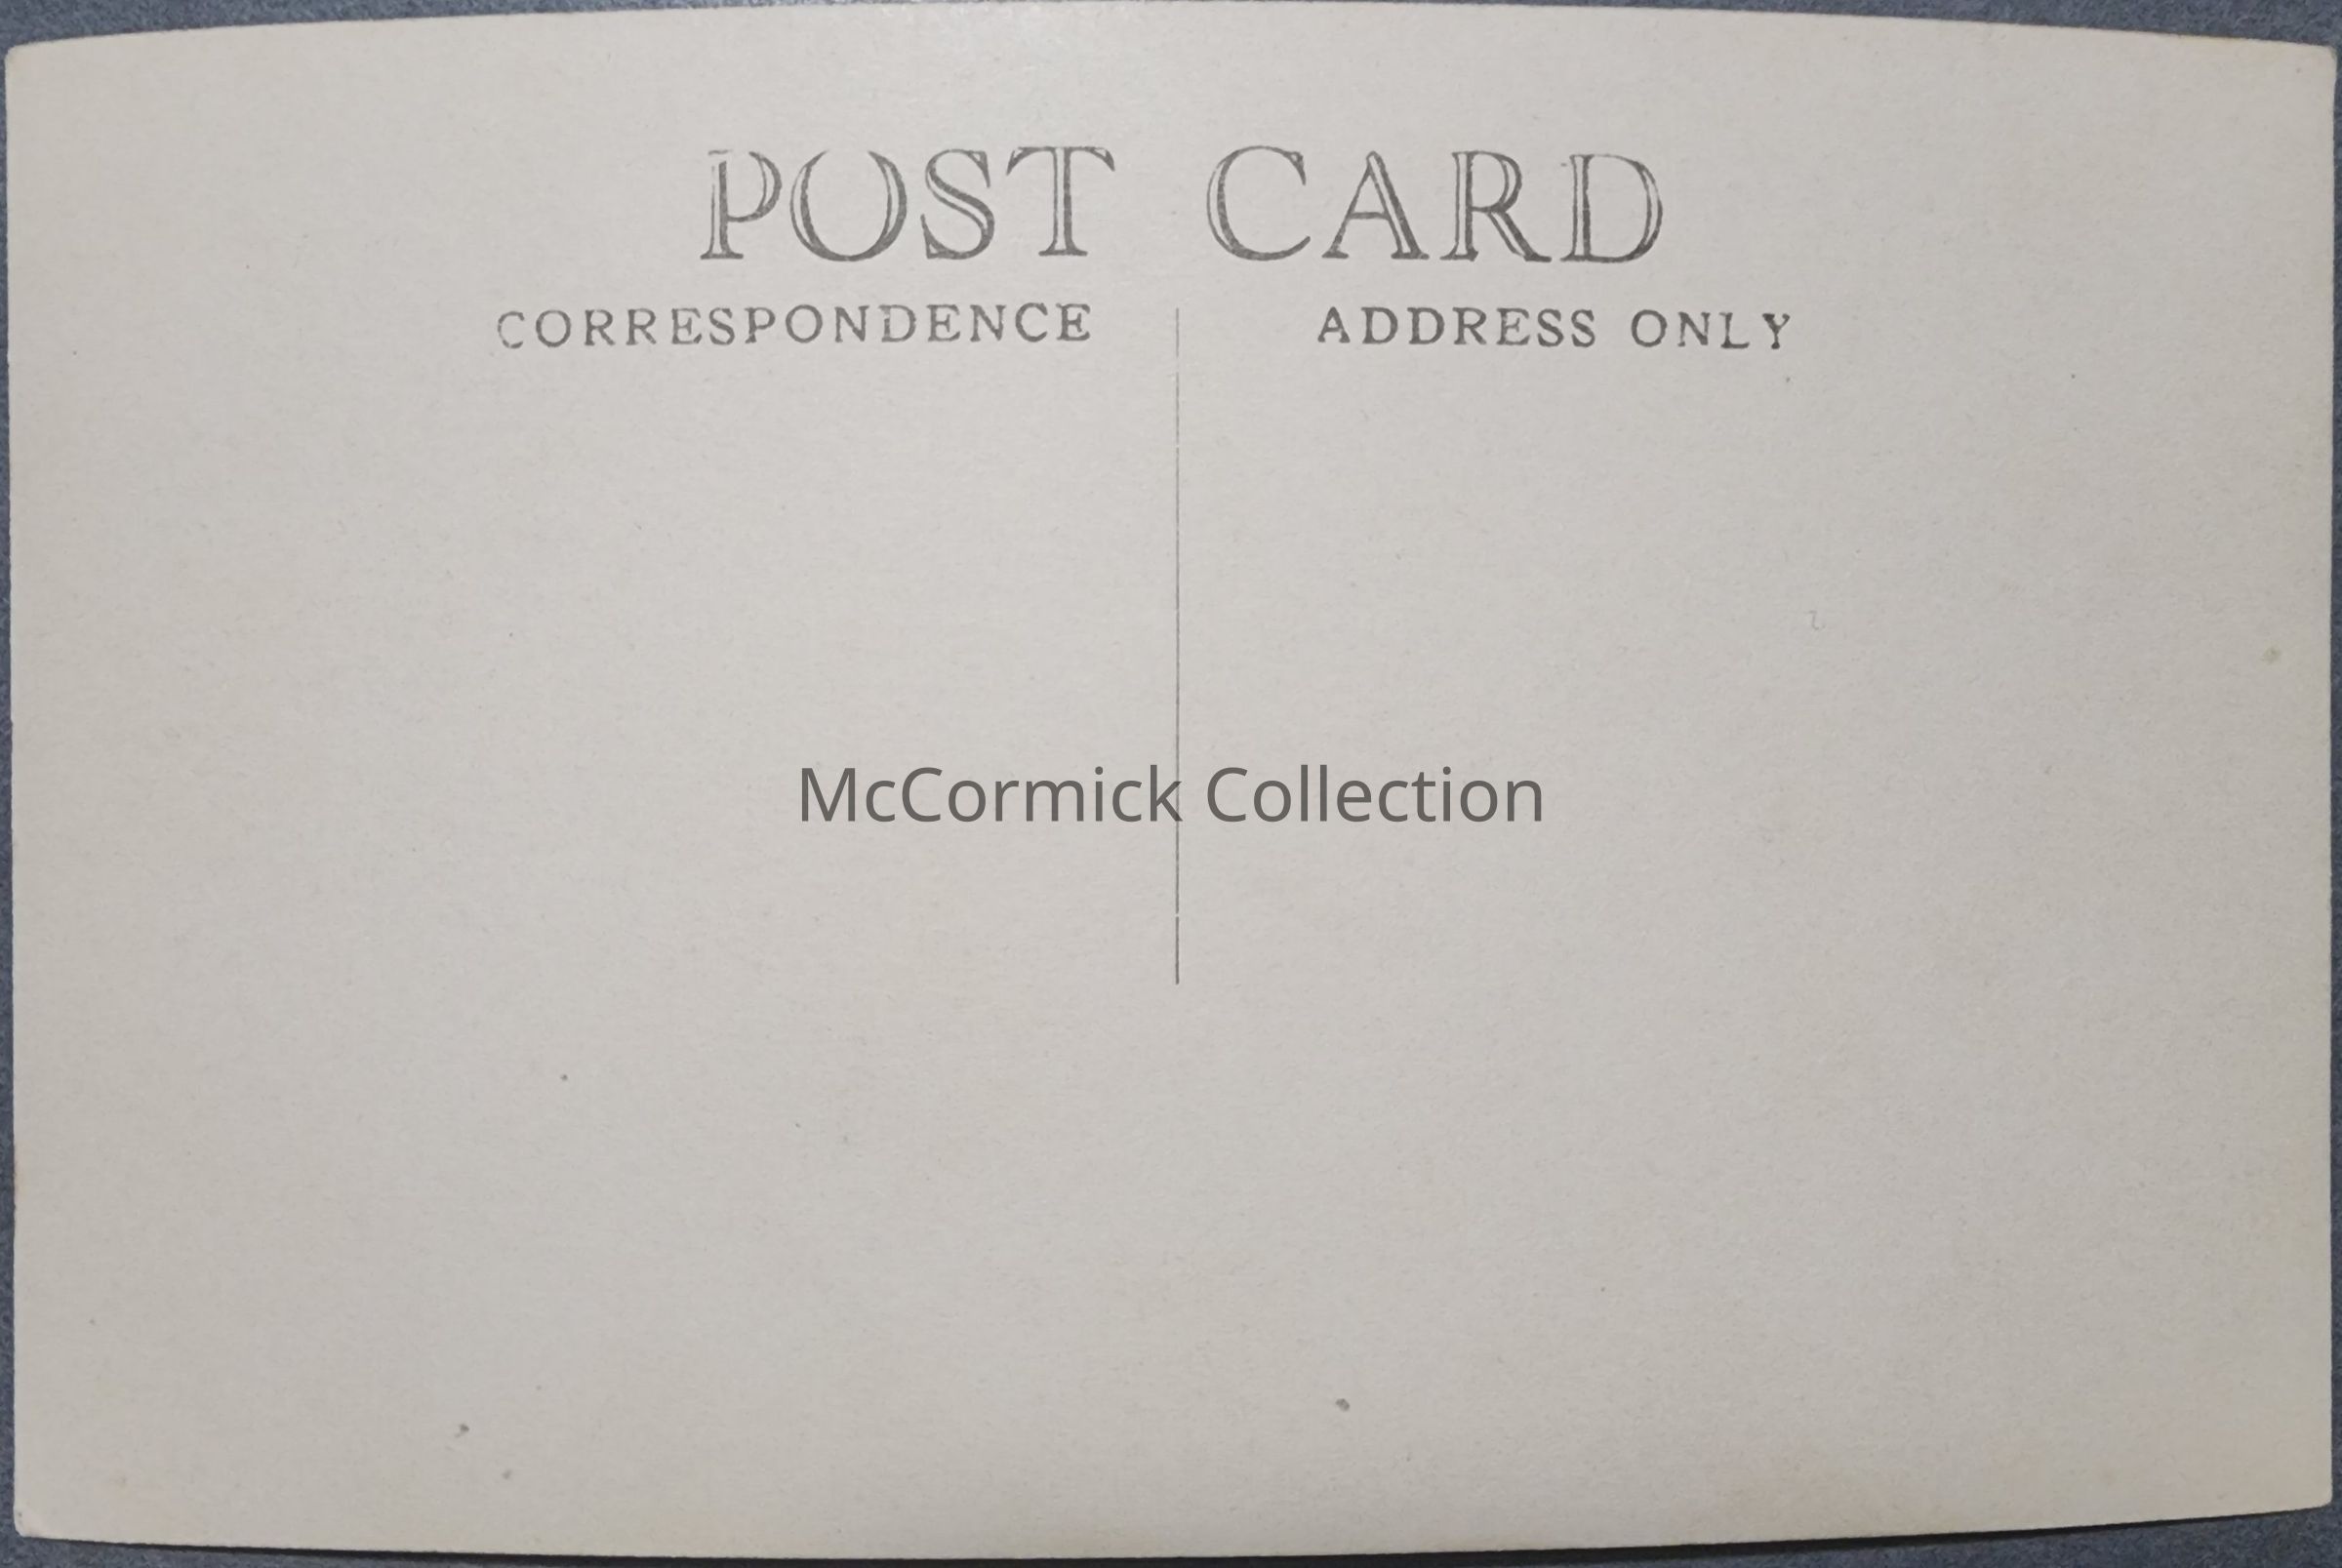 POST CARD
CORRESPONDENCE
ADDRESS ONLY
McCormick Collection